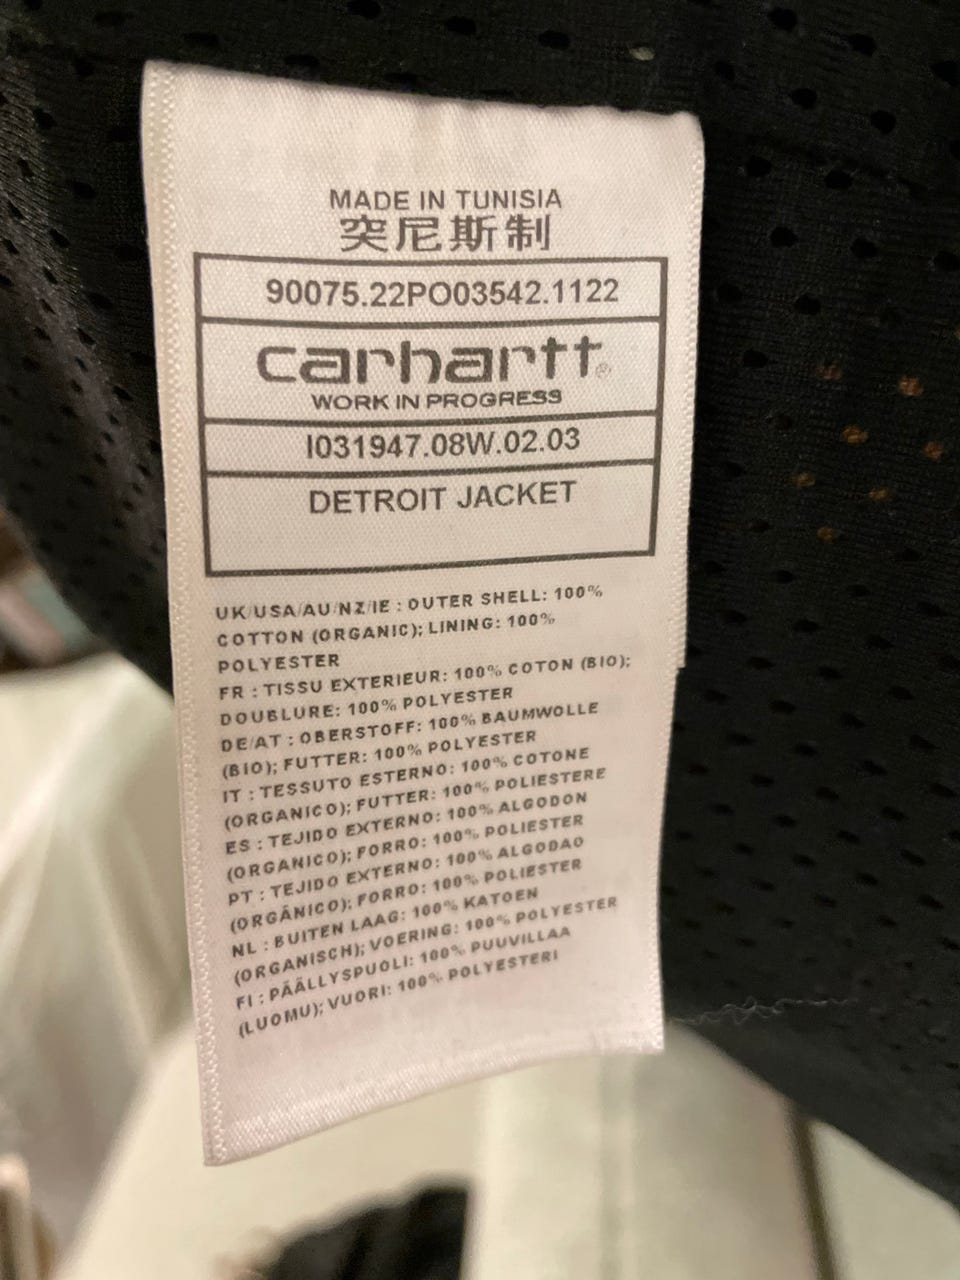 MADE IN TUNISIA
突尼斯制
90075.22PO03542.1122
carhartt®
WORK IN PROGRESS
I031947.08W.02.03
DETROIT JACKET
UK/USA/AU/NZ/IE : OUTER SHELL: 100%
COTTON (ORGANIC); LINING: 100%
POLYESTER
FR : TISSU EXTERIEUR: 100% COTON (BIO);
DOUBLURE: 100% POLYESTER
DE/AT : OBERSTOFF: 100% BAUMWOLLE
(BIO); FUTTER: 100% POLYESTER
IT : TESSUTO ESTERNO: 100% COTONE
(ORGANICO); FUTTER: 100% POLIESTERE
ES : TEJIDO EXTERNO: 100% ALGODON
(ORGANICO); FORRO: 100% POLIESTER
PT : TEJIDO EXTERNO: 100% ALGODAO
(ORGÂNICO); FORRO: 100% POLIESTER
NL : BUITEN LAAG: 100% KATOEN
(ORGANISCH); VOERING: 100% POLYESTER
FI : PÄÄLLYSPUOLI: 100% PUUVILLAA
(LUOMU); VUORI: 100% POLYESTERI